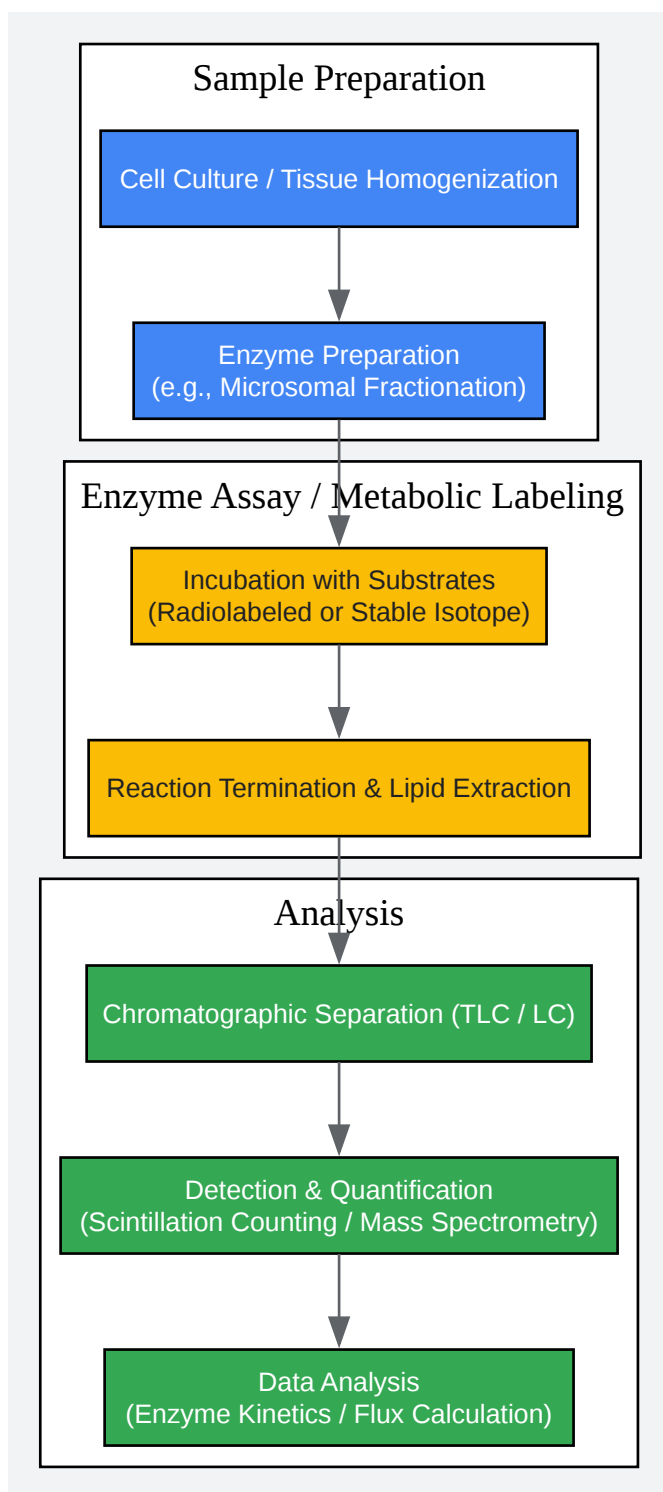 Sample Preparation
Cell Culture / Tissue Homogenization
Enzyme Preparation
(e.g., Microsomal Fractionation)
Enzyme Assay / Metabolic Labeling
Incubation with Substrates
(Radiolabeled or Stable Isotope)
Reaction Termination & Lipid Extraction
Analysis
Chromatographic Separation (TLC / LC)
Detection & Quantification
(Scintillation Counting / Mass Spectrometry)
Data Analysis
(Enzyme Kinetics / Flux Calculation)